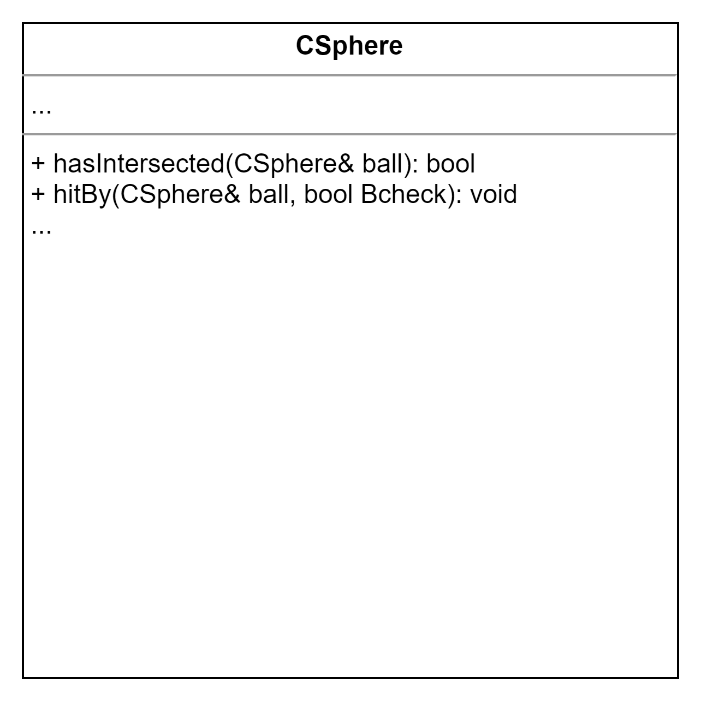 CSphere
...
+ hasIntersected(CSphere& ball): bool
+ hitBy(CSphere& ball, bool Bcheck): void
...